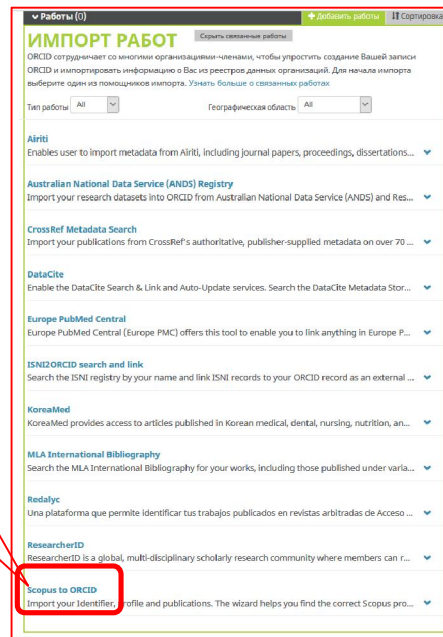 Работы (0)
Добавить работы
Сортировка
ИМПОРТ РАБОТ
Скрыть связанные работы
ORCID сотрудничает со многими организациями-членами, чтобы упростить создание Вашей записи
ORCID и импортировать информацию о Вас из реестров данных организаций. Для начала импорта
выберите один из помощников импорта. Узнать больше о связанных работах
Тип работы All
Географическая область All
Airiti
Enables user to import metadata from Airiti, including journal papers, proceedings, dissertations...
Australian National Data Service (ANDS) Registry
Import your research datasets into ORCID from Australian National Data Service (ANDS) and Res...
CrossRef Metadata Search
Import your publications from CrossRef's authoritative, publisher-supplied metadata on over 70 ...
DataCite
Enable the DataCite Search & Link and Auto-Update services. Search the DataCite Metadata Stor...
Europe PubMed Central
Europe PubMed Central (Europe PMC) offers this tool to enable you to link anything in Europe P...
ISNI2ORCID search and link
Search the ISNI registry by your name and link ISNI records to your ORCID record as an external ...
KoreaMed
KoreaMed provides access to articles published in Korean medical, dental, nursing, nutrition, an...
MLA International Bibliography
Search the MLA International Bibliography for your works, including those published under varia...
Redalyc
Una plataforma que permite identificar tus trabajos publicados en revistas arbitradas de Acceso ...
ResearcherID
ResearcherID is a global, multi-disciplinary scholarly research community where members can r...
Scopus to ORCID
Import your Identifier, profile and publications. The wizard helps you find the correct Scopus pro...